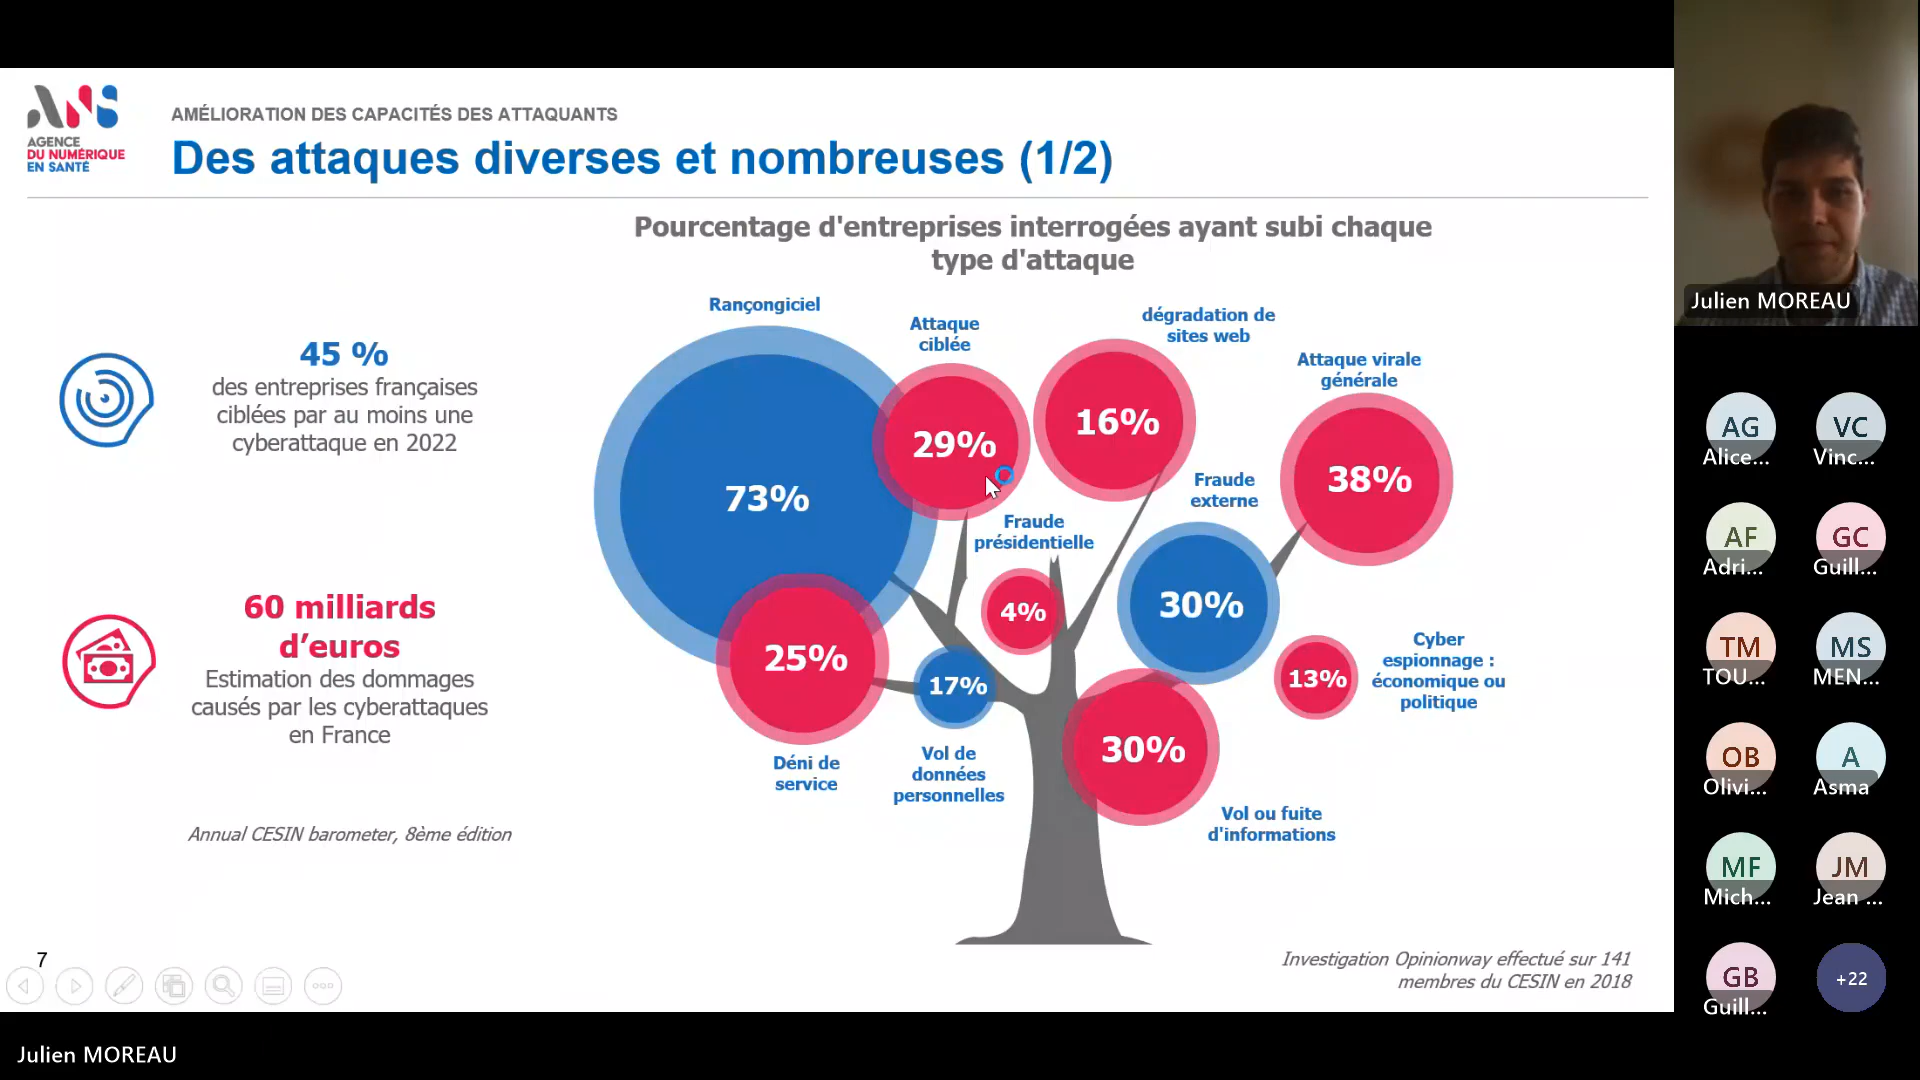 AGENCE
DU NUMÉRIQUE
EN SANTÉ
AMÉLIORATION DES CAPACITÉS DES ATTAQUANTS
Des attaques diverses et nombreuses (1/2)
45 %
des entreprises françaises
ciblées par au moins une
cyberattaque en 2022
60 milliards
d’euros
Estimation des dommages
causés par les cyberattaques
en France
Annual CESIN barometer, 8ème édition
Pourcentage d'entreprises interrogées ayant subi chaque
type d'attaque
Rançongiciel
73%
Attaque
ciblée
29%
dégradation de
sites web
16%
Attaque virale
générale
38%
Fraude
externe
30%
Fraude
présidentielle
4%
Cyber
espionnage :
économique ou
politique
13%
25%
Déni de
service
17%
Vol de
données
personnelles
30%
Vol ou fuite
d'informations
Investigation Opinionway effectué sur 141
membres du CESIN en 2018
7
Julien MOREAU
Julien MOREAU
AG
Alice...
VC
Vinc...
AF
Adri...
GC
Guill...
TM
TOU...
MS
MEN...
OB
Olivi...
A
Asma
MF
Mich...
JM
Jean ...
GB
Guill...
+22